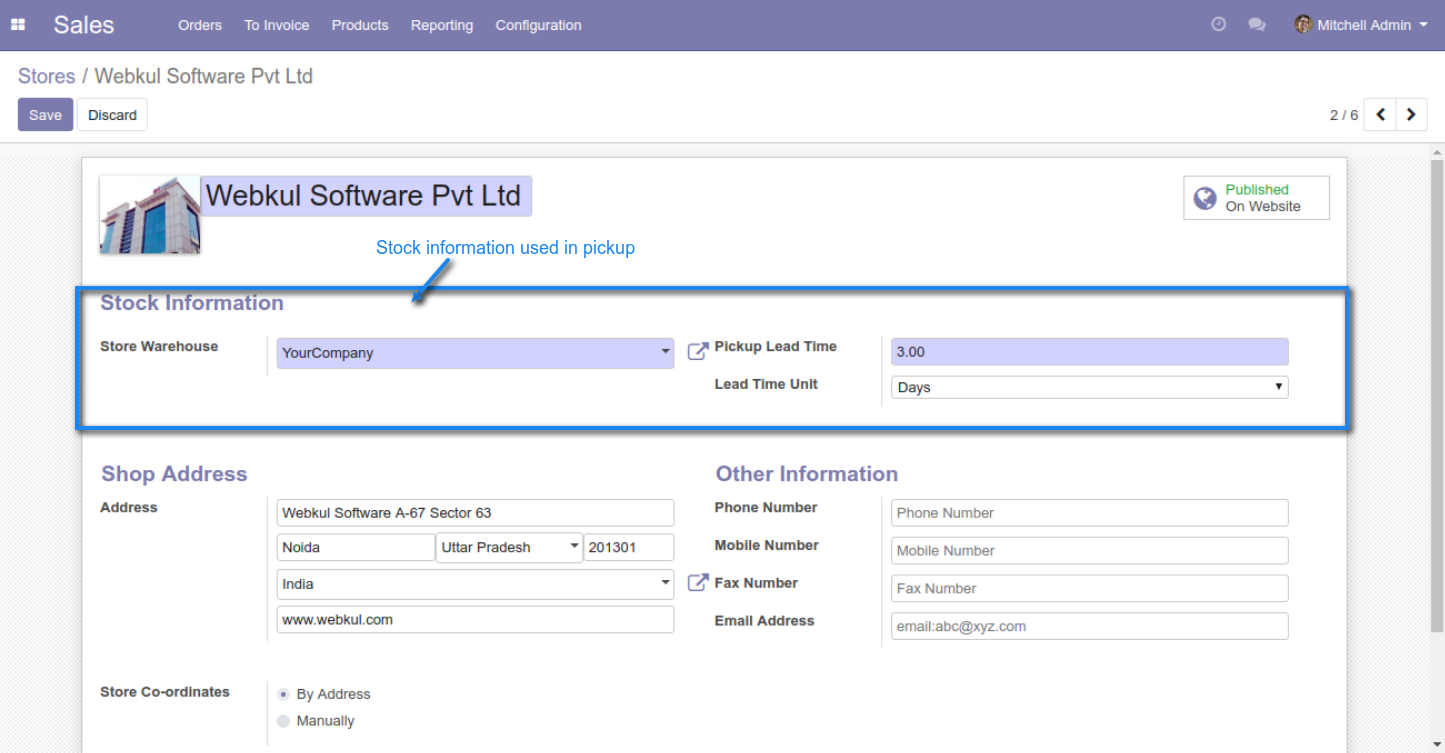 Sales Orders To Invoice Products Reporting Configuration Mitchell Admin
Stores / Webkul Software Pvt Ltd
Save Discard 2 / 6
Webkul Software Pvt Ltd
Published
On Website
Stock information used in pickup
Stock Information
Store Warehouse YourCompany Pickup Lead Time 3.00
Lead Time Unit Days
Shop Address Other Information
Address Webkul Software A-67 Sector 63 Phone Number Phone Number
Noida Uttar Pradesh 201301 Mobile Number Mobile Number
India Fax Number Fax Number
www.webkul.com Email Address email:abc@xyz.com
Store Co-ordinates By Address
Manually